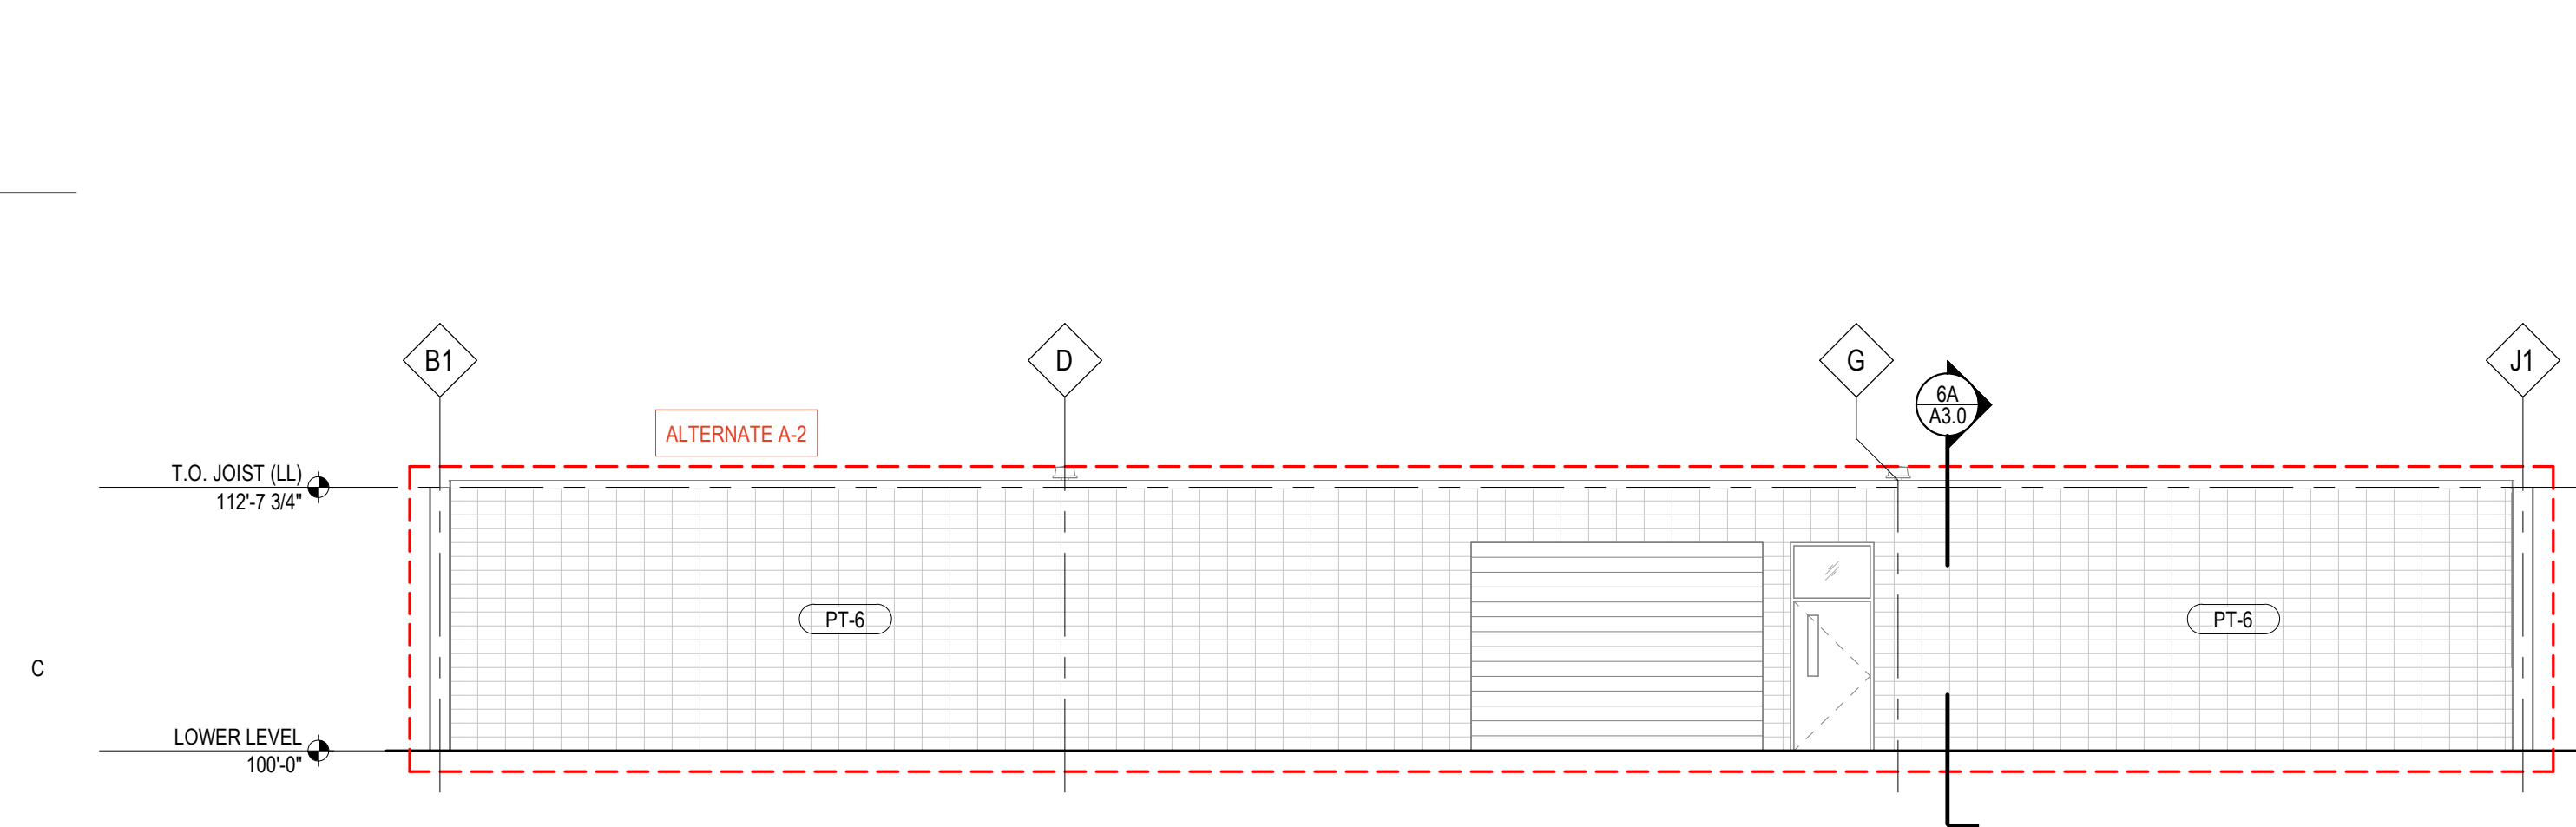 B1
D
G
J1
6A
A3.0
ALTERNATE A-2
T.O. JOIST (LL)
112'-7 3/4"
PT-6
PT-6
C
LOWER LEVEL
100'-0"